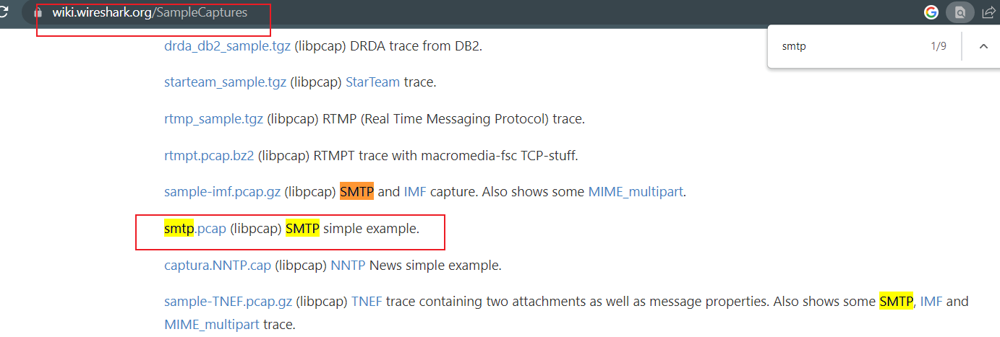 wiki.wireshark.org/SampleCaptures
smtp 1/9
drda_db2_sample.tgz (libpcap) DRDA trace from DB2.
starteam_sample.tgz (libpcap) StarTeam trace.
rtmp_sample.tgz (libpcap) RTMP (Real Time Messaging Protocol) trace.
rtmpt.pcap.bz2 (libpcap) RTMPT trace with macromedia-fsc TCP-stuff.
sample-imf.pcap.gz (libpcap) SMTP and IMF capture. Also shows some MIME_multipart.
smtp.pcap (libpcap) SMTP simple example.
captura.NNTP.cap (libpcap) NNTP News simple example.
sample-TNEF.pcap.gz (libpcap) TNEF trace containing two attachments as well as message properties. Also shows some SMTP, IMF and
MIME_multipart trace.